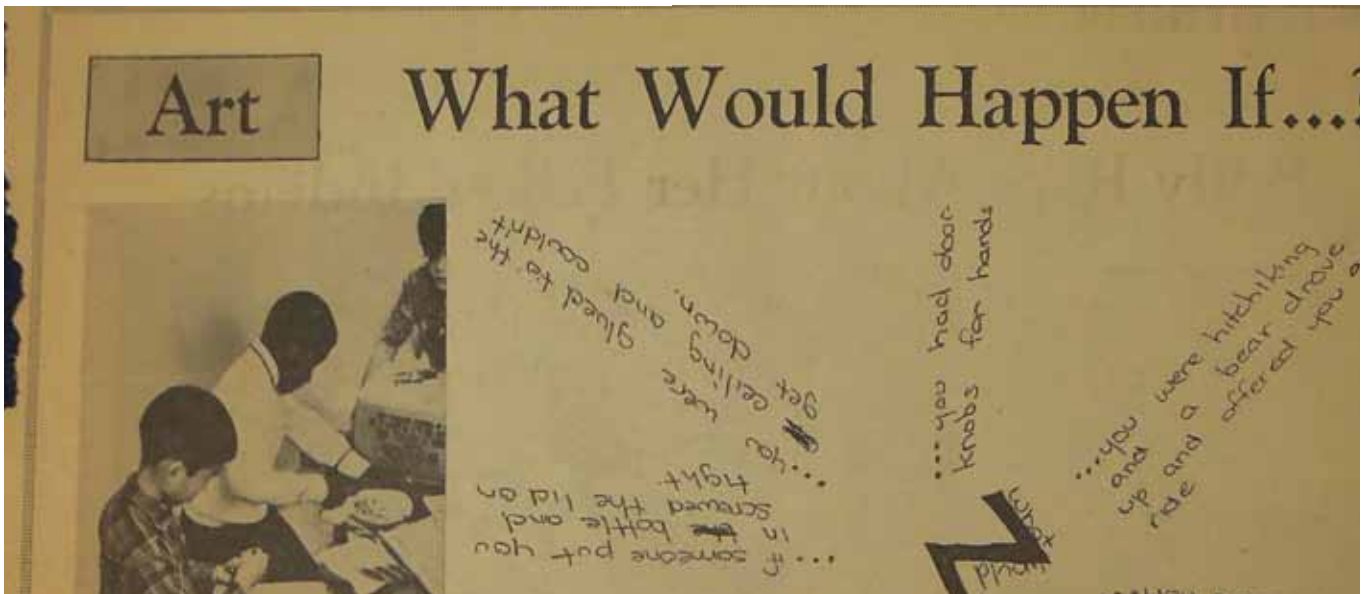 Art
What Would Happen If...?
...you were glued to the
ceiling and couldn't
get down.
...if someone put you
in bottle and
screwed the lid on
tight
...you had door-
knobs for hands
...you were hitchiking
and a bear drove
up and offered you a
ride